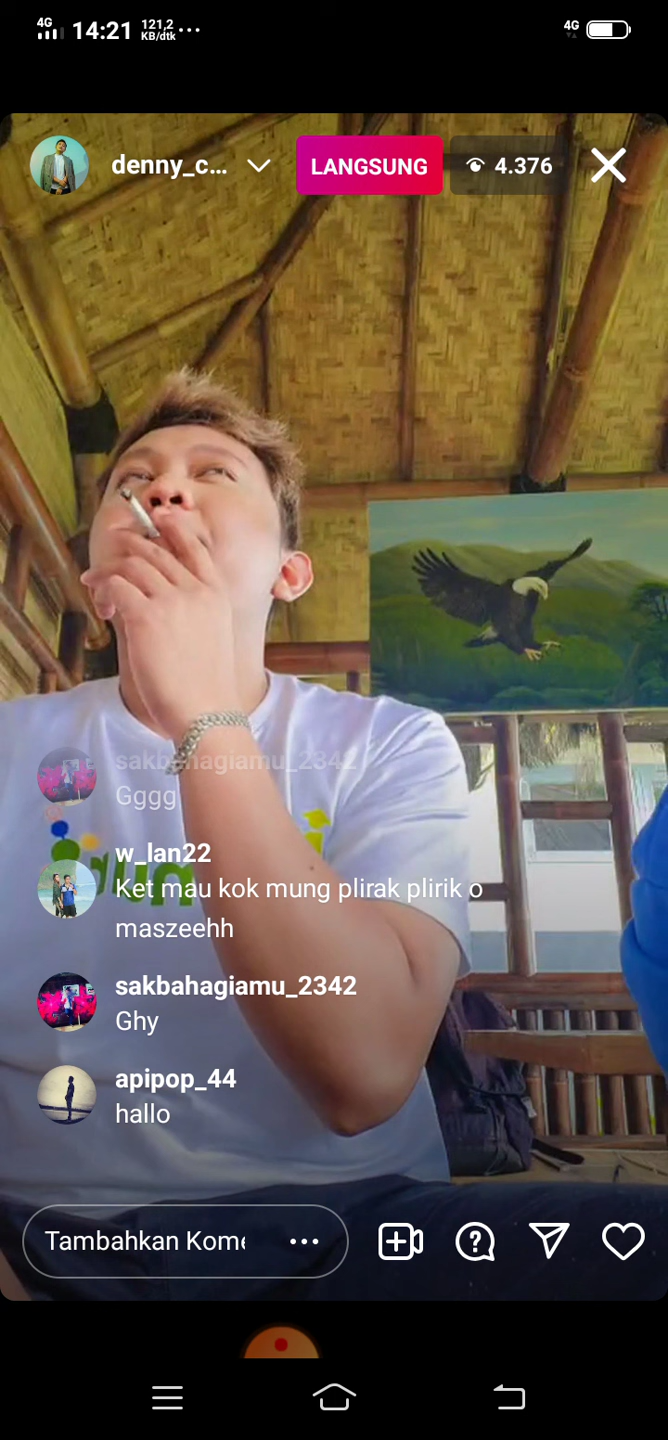 4G 14:21 121,2 KB/dtk ... 4G
denny_c... LANGSUNG 4.376
sakbahagiamu_2342
Gggg
w_lan22
Ket mau kok mung plirak plirik o
maszeehh
sakbahagiamu_2342
Ghy
apipop_44
hallo
Tambahkan Kome ...